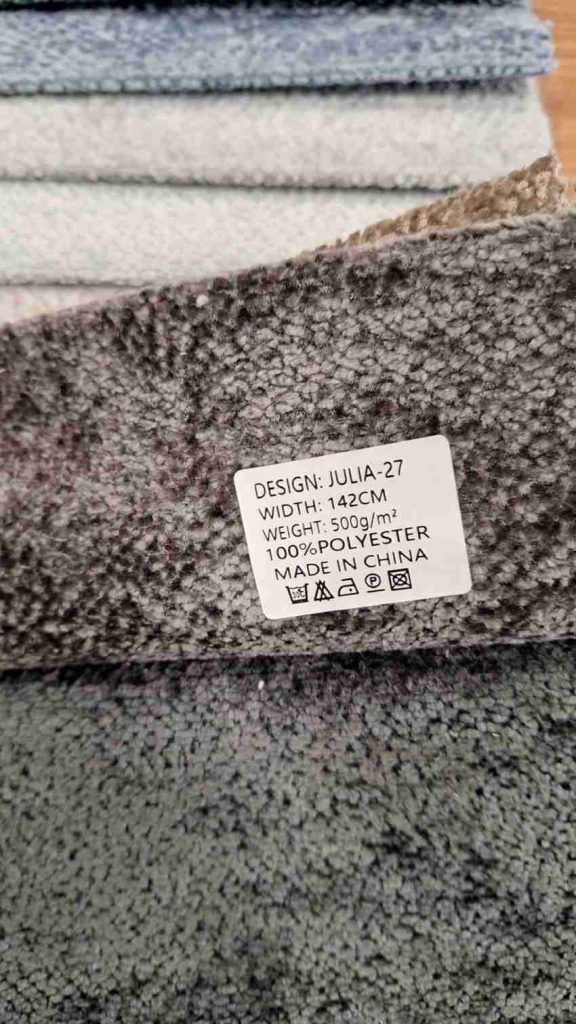 DESIGN: JULIA-27
WIDTH: 142CM
WEIGHT: 500g/m²
100%POLYESTER
MADE IN CHINA
P